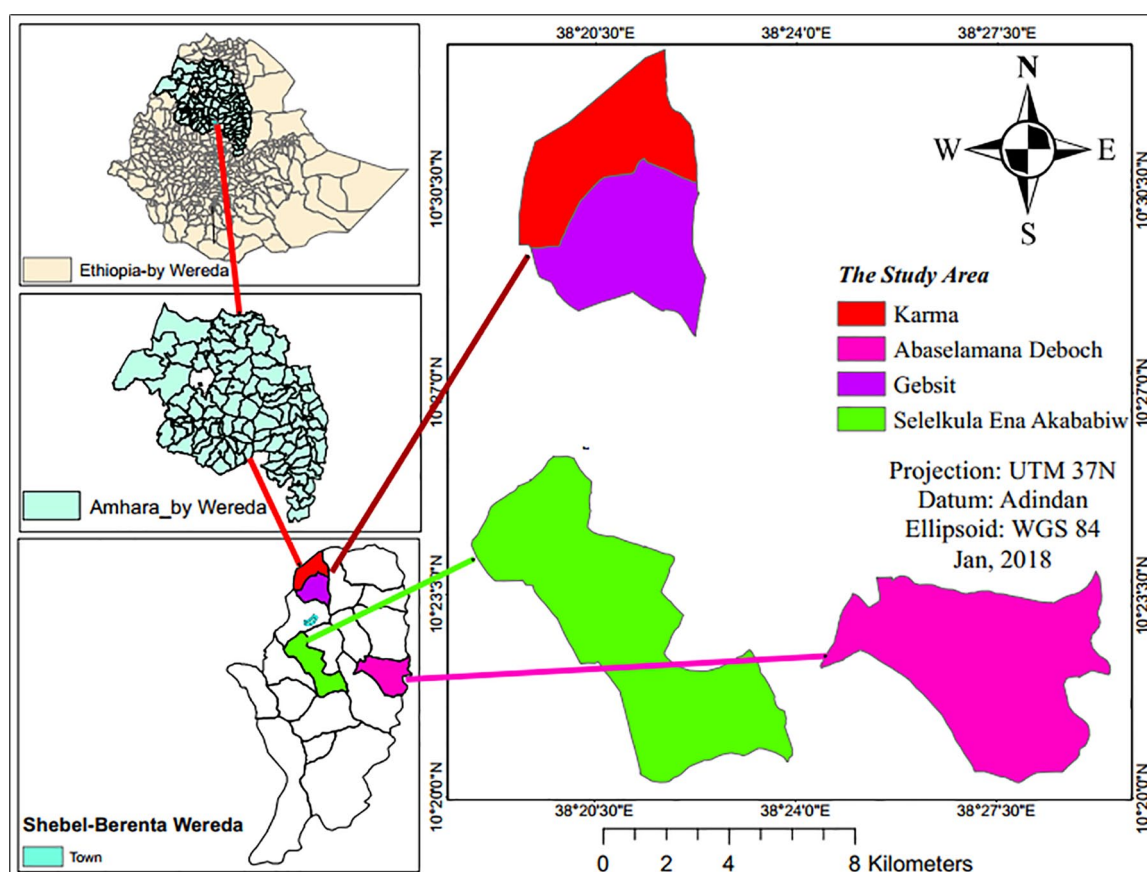 Ethiopia-by Wereda
Amhara_by Wereda
Shebel-Berenta Wereda
Town
38°20'30"E 38°24'0"E 38°27'30"E
10°30'30"N
10°27'0"N
10°23'30"N
10°20'0"N
N
W E
S
The Study Area
Karma
Abaselamana Deboch
Gebsit
Selelkula Ena Akababiw
Projection: UTM 37N
Datum: Adindan
Ellipsoid: WGS 84
Jan, 2018
10°30'30"N
10°27'0"N
10°23'30"N
10°20'0"N
38°20'30"E 38°24'0"E 38°27'30"E
0 2 4 8 Kilometers